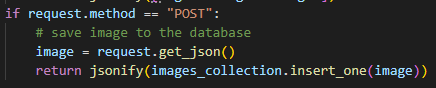 if request.method == "POST":
# save image to the database
image = request.get_json()
return jsonify(images_collection.insert_one(image))